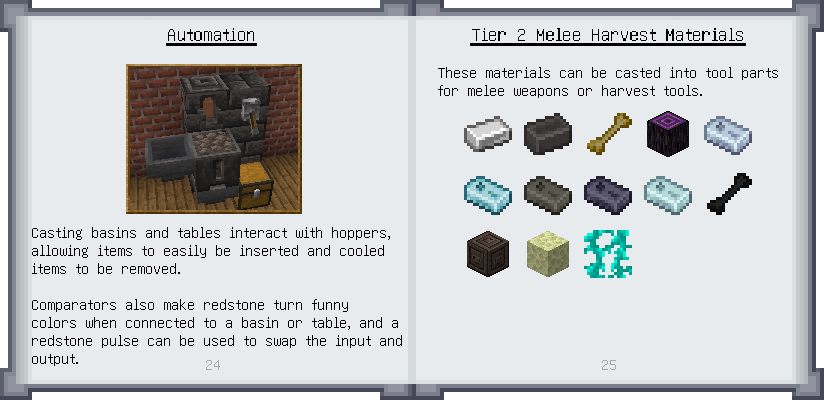 Automation
Casting basins and tables interact with hoppers,
allowing items to easily be inserted and cooled
items to be removed.
Comparators also make redstone turn funny
colors when connected to a basin or table, and a
redstone pulse can be used to swap the input and
output.
24
Tier 2 Melee Harvest Materials
These materials can be casted into tool parts
for melee weapons or harvest tools.
25